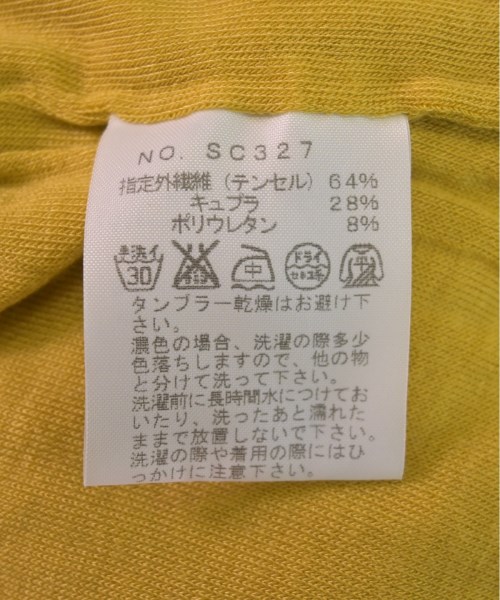 NO. SC327
指定外繊維 (テンセル) 64%
キュプラ 28%
ポリウレタン 8%
手洗イ 30 中 ドライ セキユ系
タンブラー乾燥はお避け下
さい。
濃色の場合、洗濯の際多少
色落ちしますので、他の物
と分けて洗って下さい。
洗濯前に長時間水につけてお
いたり、洗ったあと濡れた
ままで放置しないで下さい。
洗濯の際や着用の際にはひ
っかけに注意下さい。